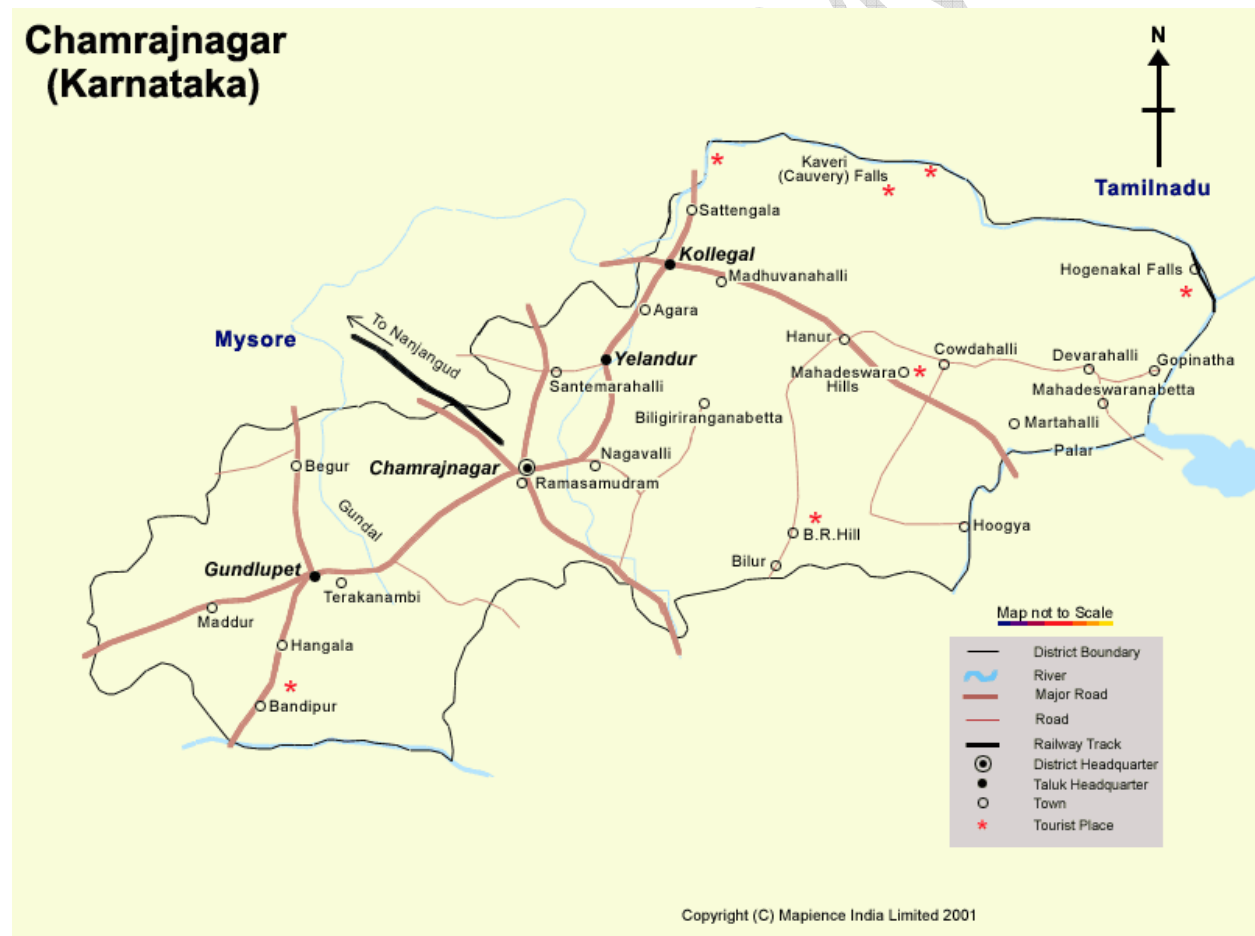 Chamrajnagar
(Karnataka)
N
Tamilnadu
Kaveri
(Cauvery) Falls
Sattengala
Kollegal
Madhuvanahalli
Hogenakal Falls
Agara
To Nanjangud
Mysore
Hanur
Cowdahalli
Devarahalli
Gopinatha
Yelandur
Santemarahalli
Mahadeswara
Hills
Mahadeswaranabetta
Biligiriranganabetta
Martahalli
Palar
Nagavalli
Chamrajnagar
Ramasamudram
Begur
Gundal
Hoogya
B.R.Hill
Bilur
Gundlupet
Terakanambi
Maddur
Hangala
Bandipur
Map not to Scale
District Boundary
River
Major Road
Road
Railway Track
District Headquarter
Taluk Headquarter
Town
Tourist Place
Copyright (C) Mapience India Limited 2001